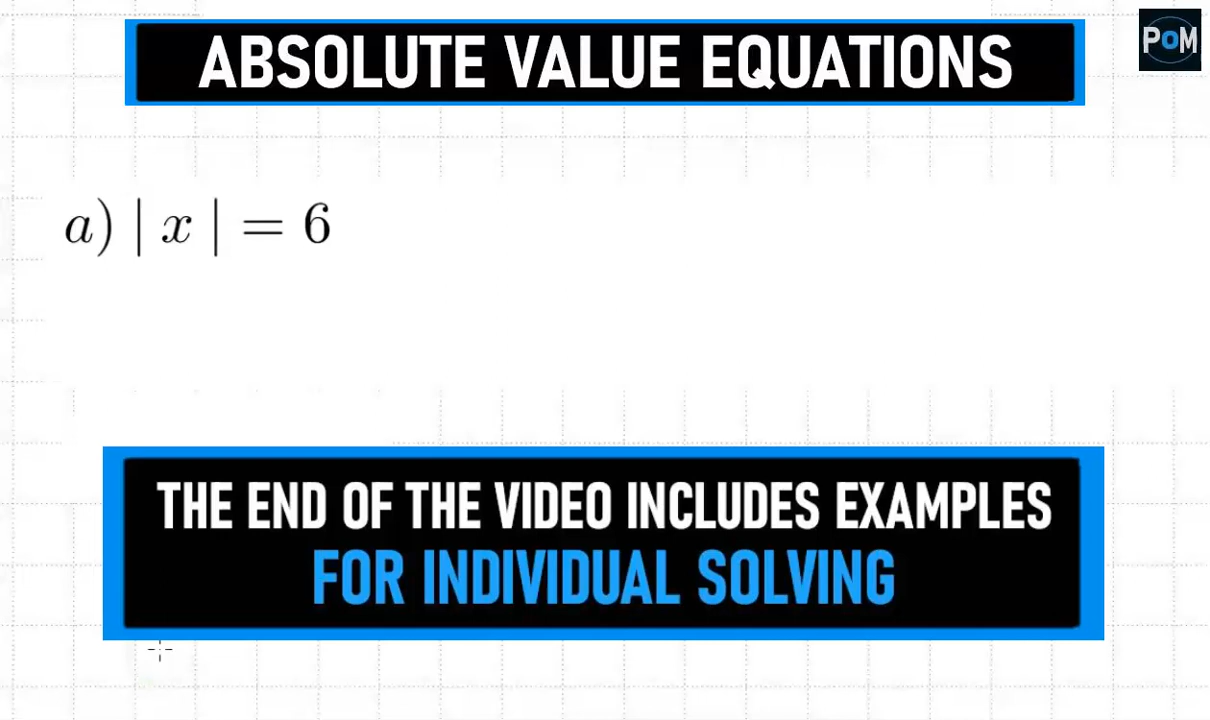 ABSOLUTE VALUE EQUATIONS
PoM
a) | x | = 6
THE END OF THE VIDEO INCLUDES EXAMPLES
FOR INDIVIDUAL SOLVING